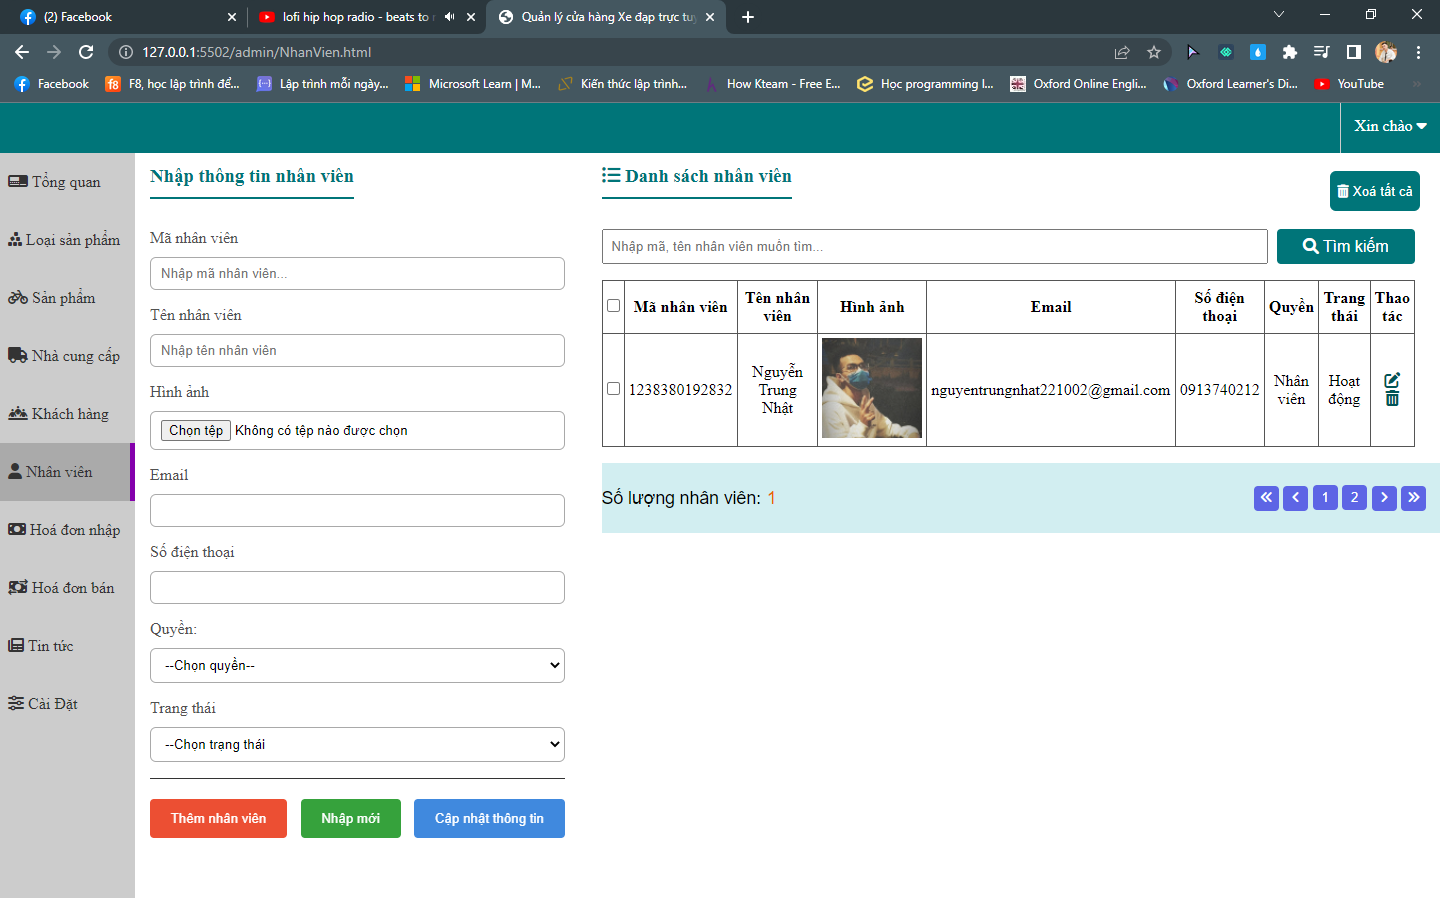 (2) Facebook
lofi hip hop radio - beats to r
Quản lý cửa hàng Xe đạp trực tuy
127.0.0.1:5502/admin/NhanVien.html
Facebook
F8, học lập trình để...
Lập trình mỗi ngày...
Microsoft Learn | M...
Kiến thức lập trình...
How Kteam - Free E...
Học programming l...
Oxford Online Engli...
Oxford Learner's Di...
YouTube
Xin chào
Tổng quan
Loại sản phẩm
Sản phẩm
Nhà cung cấp
Khách hàng
Nhân viên
Hoá đơn nhập
Hoá đơn bán
Tin tức
Cài Đặt
Nhập thông tin nhân viên
Mã nhân viên
Nhập mã nhân viên...
Tên nhân viên
Nhập tên nhân viên
Hình ảnh
Chọn tệp Không có tệp nào được chọn
Email
Số điện thoại
Quyền:
--Chọn quyền--
Trang thái
--Chọn trạng thái
Thêm nhân viên
Nhập mới
Cập nhật thông tin
Danh sách nhân viên
Xoá tất cả
Nhập mã, tên nhân viên muốn tìm...
Tìm kiếm
Mã nhân viên
Tên nhân
viên
Hình ảnh
Email
Số điện
thoại
Quyền
Trang
thái
Thao
tác
1238380192832
Nguyễn
Trung
Nhật
nguyentrungnhat221002@gmail.com
0913740212
Nhân
viên
Hoạt
động
Số lượng nhân viên: 1
1
2